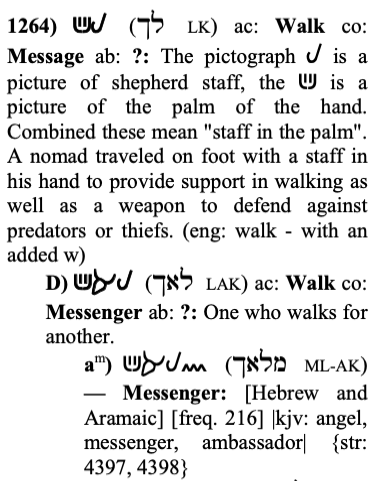 1264) (לך LK) ac: Walk co:
Message ab: ?: The pictograph is a
picture of shepherd staff, the is a
picture of the palm of the hand.
Combined these mean "staff in the palm".
A nomad traveled on foot with a staff in
his hand to provide support in walking as
well as a weapon to defend against
predators or thiefs. (eng: walk - with an
added w)
D) (לאך LAK) ac: Walk co:
Messenger ab: ?: One who walks for
another.
aᵐ) (מלאך ML-AK)
— Messenger: [Hebrew and
Aramaic] [freq. 216] |kjv: angel,
messenger, ambassador| {str:
4397, 4398}